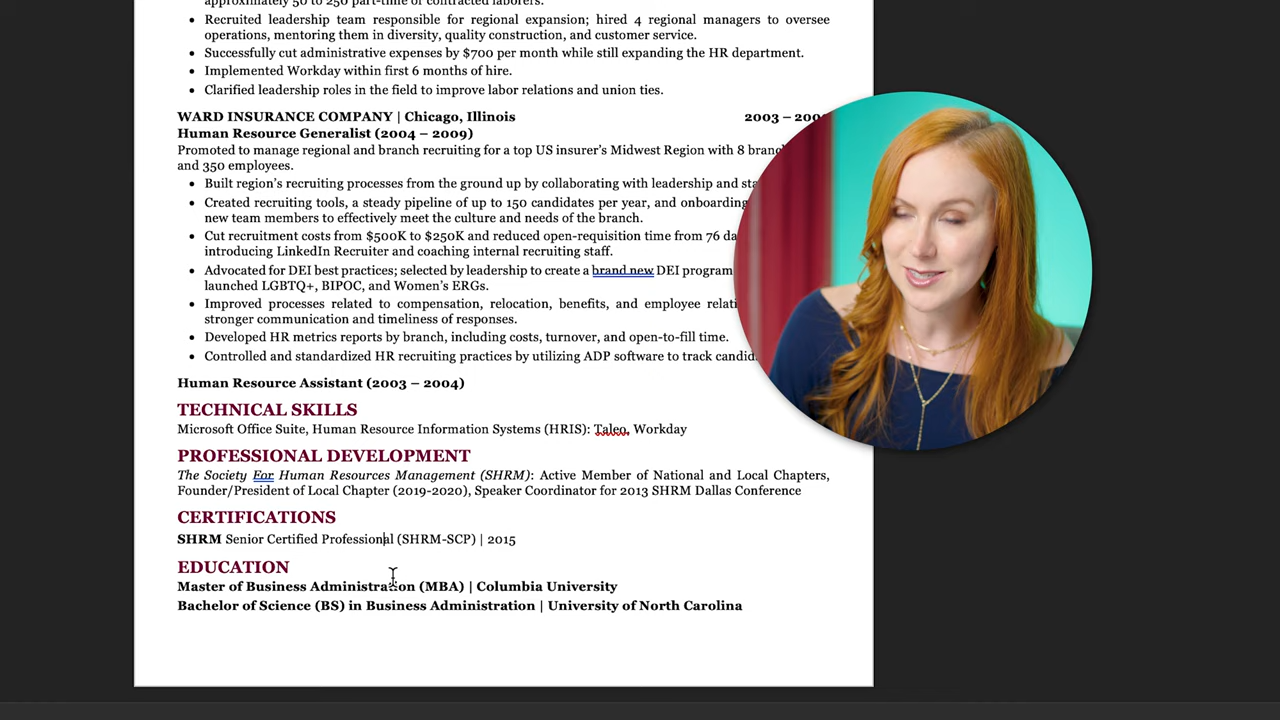 approximately 50 to 250 part-time or contracted laborers.
• Recruited leadership team responsible for regional expansion; hired 4 regional managers to oversee
operations, mentoring them in diversity, quality construction, and customer service.
• Successfully cut administrative expenses by $700 per month while still expanding the HR department.
• Implemented Workday within first 6 months of hire.
• Clarified leadership roles in the field to improve labor relations and union ties.
WARD INSURANCE COMPANY | Chicago, Illinois 2003 –
Human Resource Generalist (2004 – 2009)
Promoted to manage regional and branch recruiting for a top US insurer's Midwest Region with 8
and 350 employees.
• Built region's recruiting processes from the ground up by collaborating with leadership and
• Created recruiting tools, a steady pipeline of up to 150 candidates per year, and onboarding
new team members to effectively meet the culture and needs of the branch.
• Cut recruitment costs from $500K to $250K and reduced open-requisition time from 76
introducing LinkedIn Recruiter and coaching internal recruiting staff.
• Advocated for DEI best practices; selected by leadership to create a brand new DEI program
launched LGBTQ+, BIPOC, and Women's ERGs.
• Improved processes related to compensation, relocation, benefits, and employee
stronger communication and timeliness of responses.
• Developed HR metrics reports by branch, including costs, turnover, and open-to-fill time.
• Controlled and standardized HR recruiting practices by utilizing ADP software to track
Human Resource Assistant (2003 – 2004)
TECHNICAL SKILLS
Microsoft Office Suite, Human Resource Information Systems (HRIS): Taleo, Workday
PROFESSIONAL DEVELOPMENT
The Society For Human Resources Management (SHRM): Active Member of National and Local Chapters,
Founder/President of Local Chapter (2019-2020), Speaker Coordinator for 2013 SHRM Dallas Conference
CERTIFICATIONS
SHRM Senior Certified Professional (SHRM-SCP) | 2015
EDUCATION
Master of Business Administration (MBA) | Columbia University
Bachelor of Science (BS) in Business Administration | University of North Carolina